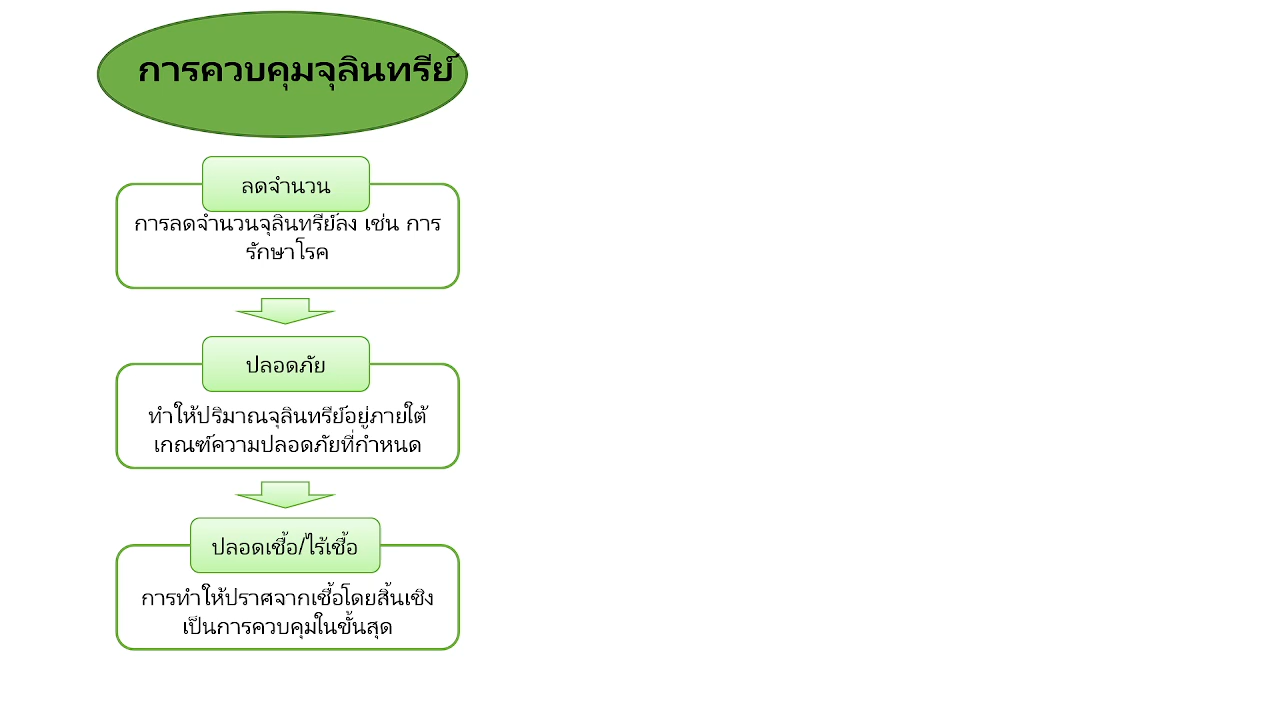 การควบคุมจุลินทรีย์
ลดจำนวน
การลดจำนวนจุลินทรีย์ลง เช่น การ
รักษาโรค
ปลอดภัย
ทำให้ปริมาณจุลินทรีย์อยู่ภายใต้
เกณฑ์ความปลอดภัยที่กำหนด
ปลอดเชื้อ/ไร้เชื้อ
การทำให้ปราศจากเชื้อโดยสิ้นเชิง
เป็นการควบคุมในขั้นสุด